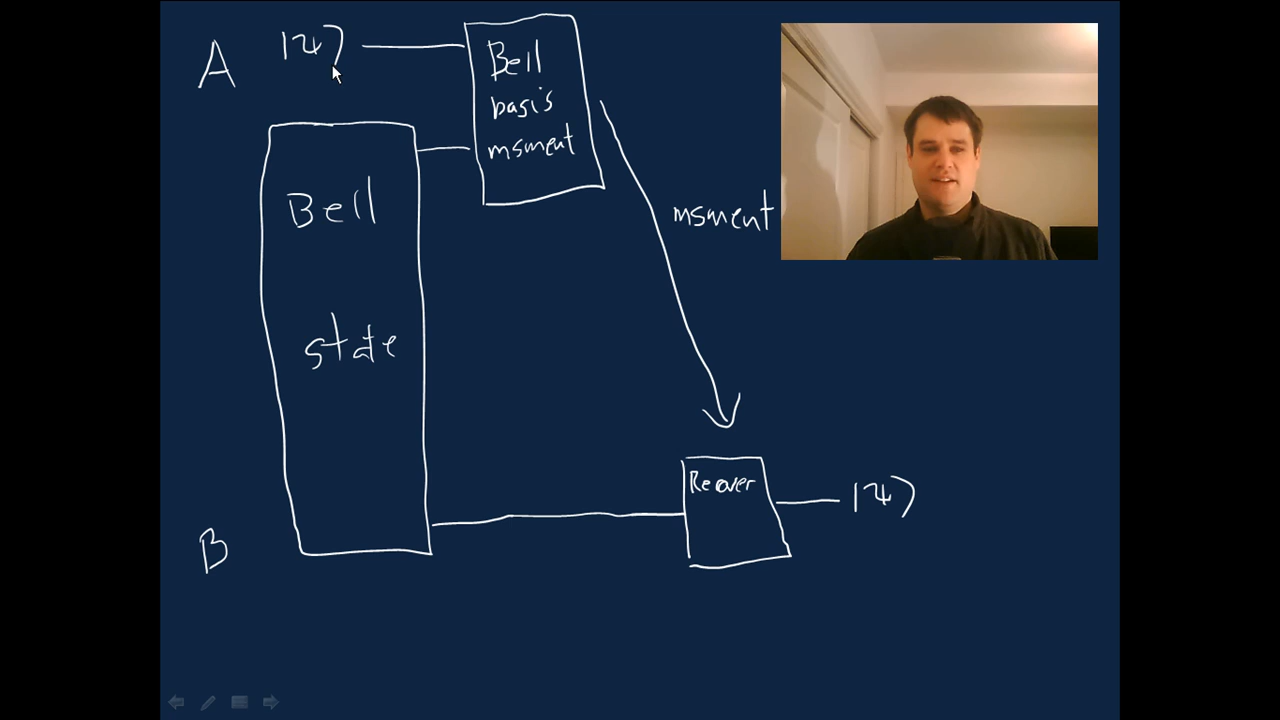 A |ψ⟩
Bell
basis
msment
Bell
state
msment
Recover
|ψ⟩
B